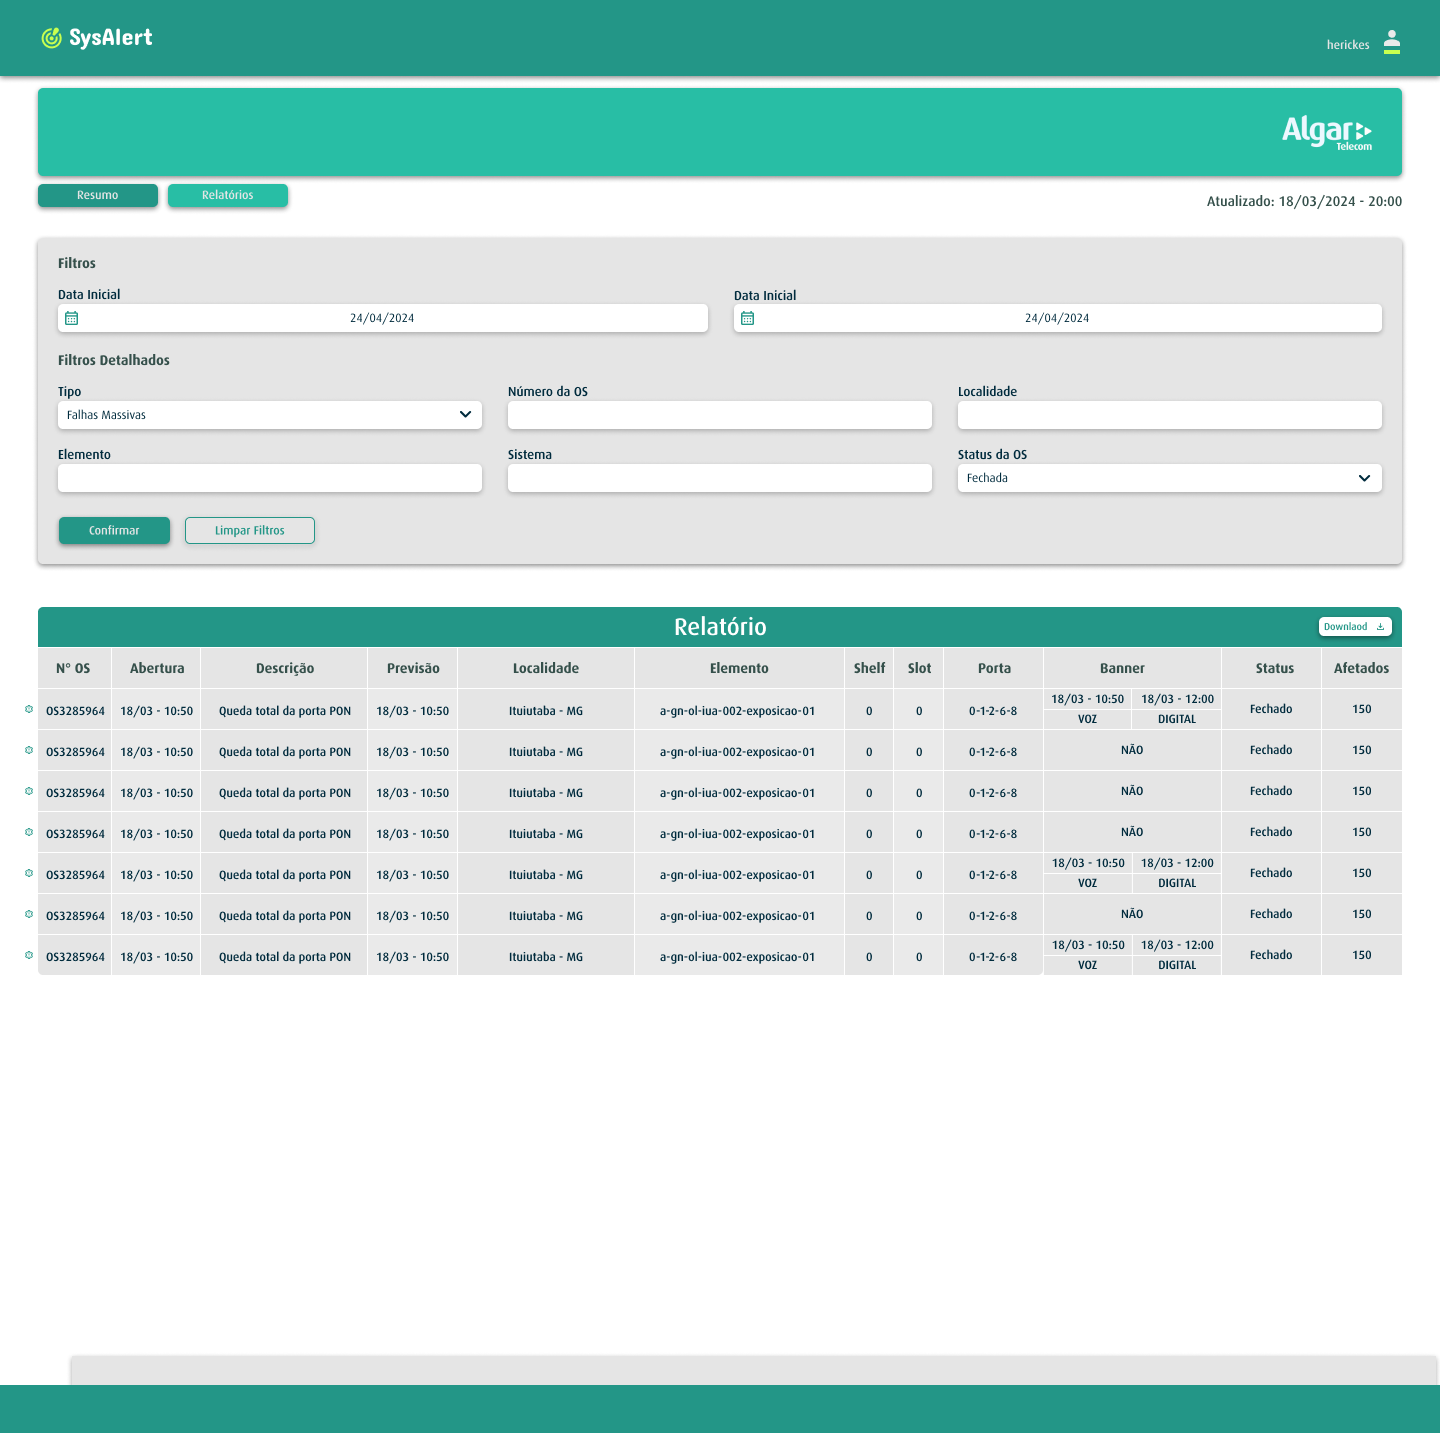 SysAlert
herickes
Algar
Telecom
Resumo Relatórios
Atualizado: 18/03/2024 - 20:00
Filtros
Data Inicial Data Inicial
24/04/2024 24/04/2024
Filtros Detalhados
Tipo Número da OS Localidade
Falhas Massivas
Elemento Sistema Status da OS
Fechada
Confirmar Limpar Filtros
Relatório Downlaod
N° OS Abertura Descrição Previsão Localidade Elemento Shelf Slot Porta Banner Status Afetados
OS3285964 18/03 - 10:50 Queda total da porta PON 18/03 - 10:50 Ituiutaba - MG a-gn-ol-iua-002-exposicao-01 0 0 0-1-2-6-8 18/03 - 10:50 18/03 - 12:00 Fechado 150
VOZ DIGITAL
OS3285964 18/03 - 10:50 Queda total da porta PON 18/03 - 10:50 Ituiutaba - MG a-gn-ol-iua-002-exposicao-01 0 0 0-1-2-6-8 NÃO Fechado 150
OS3285964 18/03 - 10:50 Queda total da porta PON 18/03 - 10:50 Ituiutaba - MG a-gn-ol-iua-002-exposicao-01 0 0 0-1-2-6-8 NÃO Fechado 150
OS3285964 18/03 - 10:50 Queda total da porta PON 18/03 - 10:50 Ituiutaba - MG a-gn-ol-iua-002-exposicao-01 0 0 0-1-2-6-8 NÃO Fechado 150
OS3285964 18/03 - 10:50 Queda total da porta PON 18/03 - 10:50 Ituiutaba - MG a-gn-ol-iua-002-exposicao-01 0 0 0-1-2-6-8 18/03 - 10:50 18/03 - 12:00 Fechado 150
VOZ DIGITAL
OS3285964 18/03 - 10:50 Queda total da porta PON 18/03 - 10:50 Ituiutaba - MG a-gn-ol-iua-002-exposicao-01 0 0 0-1-2-6-8 NÃO Fechado 150
OS3285964 18/03 - 10:50 Queda total da porta PON 18/03 - 10:50 Ituiutaba - MG a-gn-ol-iua-002-exposicao-01 0 0 0-1-2-6-8 18/03 - 10:50 18/03 - 12:00 Fechado 150
VOZ DIGITAL